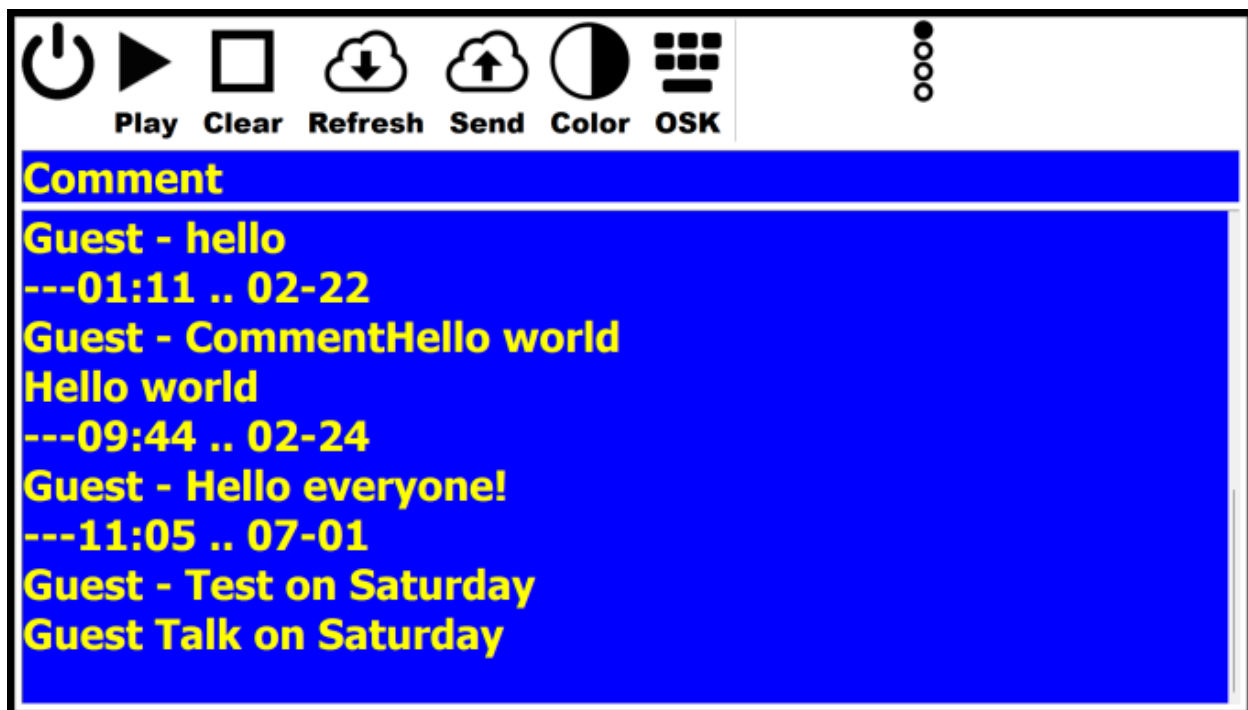 Play Clear Refresh Send Color OSK
Comment
Guest - hello
---01:11 .. 02-22
Guest - CommentHello world
Hello world
---09:44 .. 02-24
Guest - Hello everyone!
---11:05 .. 07-01
Guest - Test on Saturday
Guest Talk on Saturday